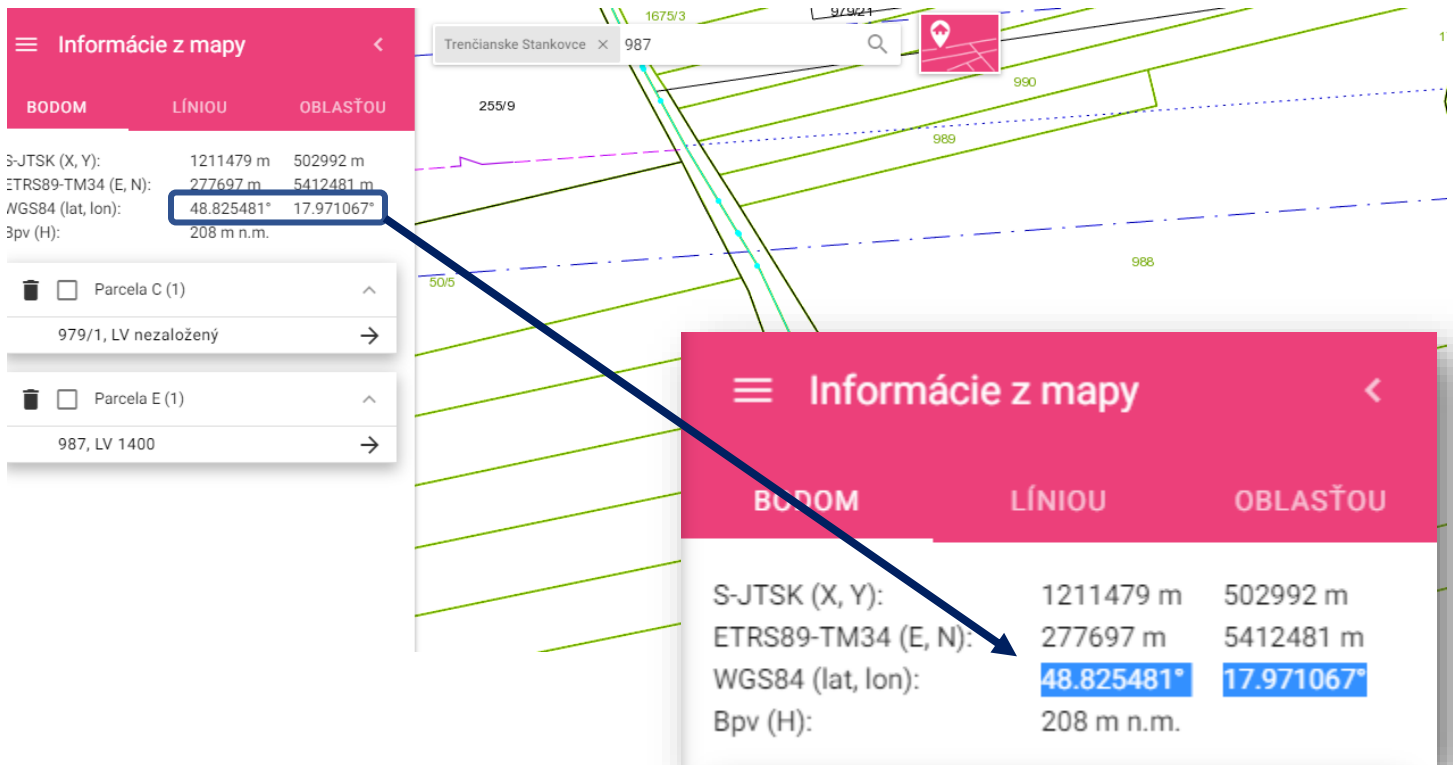 Informácie z mapy
BODOM LÍNIOU OBLASŤOU
S-JTSK (X, Y): 1211479 m 502992 m
ETRS89-TM34 (E, N): 277697 m 5412481 m
WGS84 (lat, lon): 48.825481° 17.971067°
Bpv (H): 208 m n.m.
Parcela C (1)
979/1, LV nezaložený
Parcela E (1)
987, LV 1400
1675/3
979/21
Trenčianske Stankovce × 987
1
990
255/9
989
988
50/5
Informácie z mapy
BODOM LÍNIOU OBLASŤOU
S-JTSK (X, Y): 1211479 m 502992 m
ETRS89-TM34 (E, N): 277697 m 5412481 m
WGS84 (lat, lon): 48.825481° 17.971067°
Bpv (H): 208 m n.m.